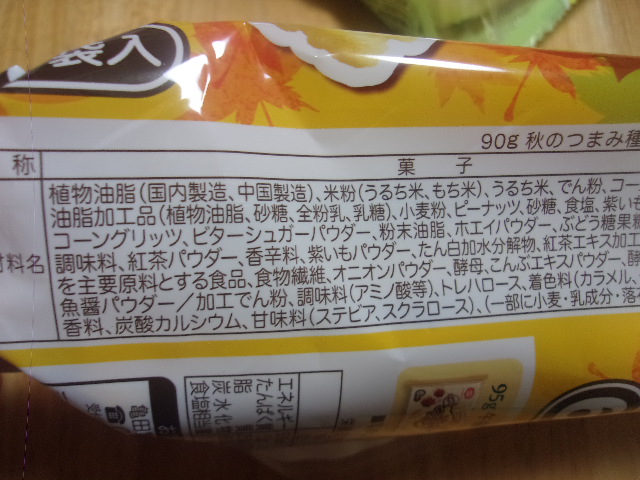 袋入
90g 秋のつまみ種
称 菓子
植物油脂(国内製造、中国製造)、米粉(うるち米、もち米)、うるち米、でん粉、コー
油脂加工品(植物油脂、砂糖、全粉乳、乳糖)、小麦粉、ピーナッツ、砂糖、食塩、紫いも
コーングリッツ、ビターシュガーパウダー、粉末油脂、ホエイパウダー、ぶどう糖果糖
材料名 調味料、紅茶パウダー、香辛料、紫いもパウダー、たん白加水分解物、紅茶エキス加工
を主要原料とする食品、食物繊維、オニオンパウダー、酵母、こんぶエキスパウダー、酵
魚醤パウダー/加工でん粉、調味料(アミノ酸等)、トレハロース、着色料(カラメル、
香料、炭酸カルシウム、甘味料(ステビア、スクラロース)、(一部に小麦・乳成分・落
エネルギー
たんぱく
脂
炭水化
食塩相当
95g
亀田